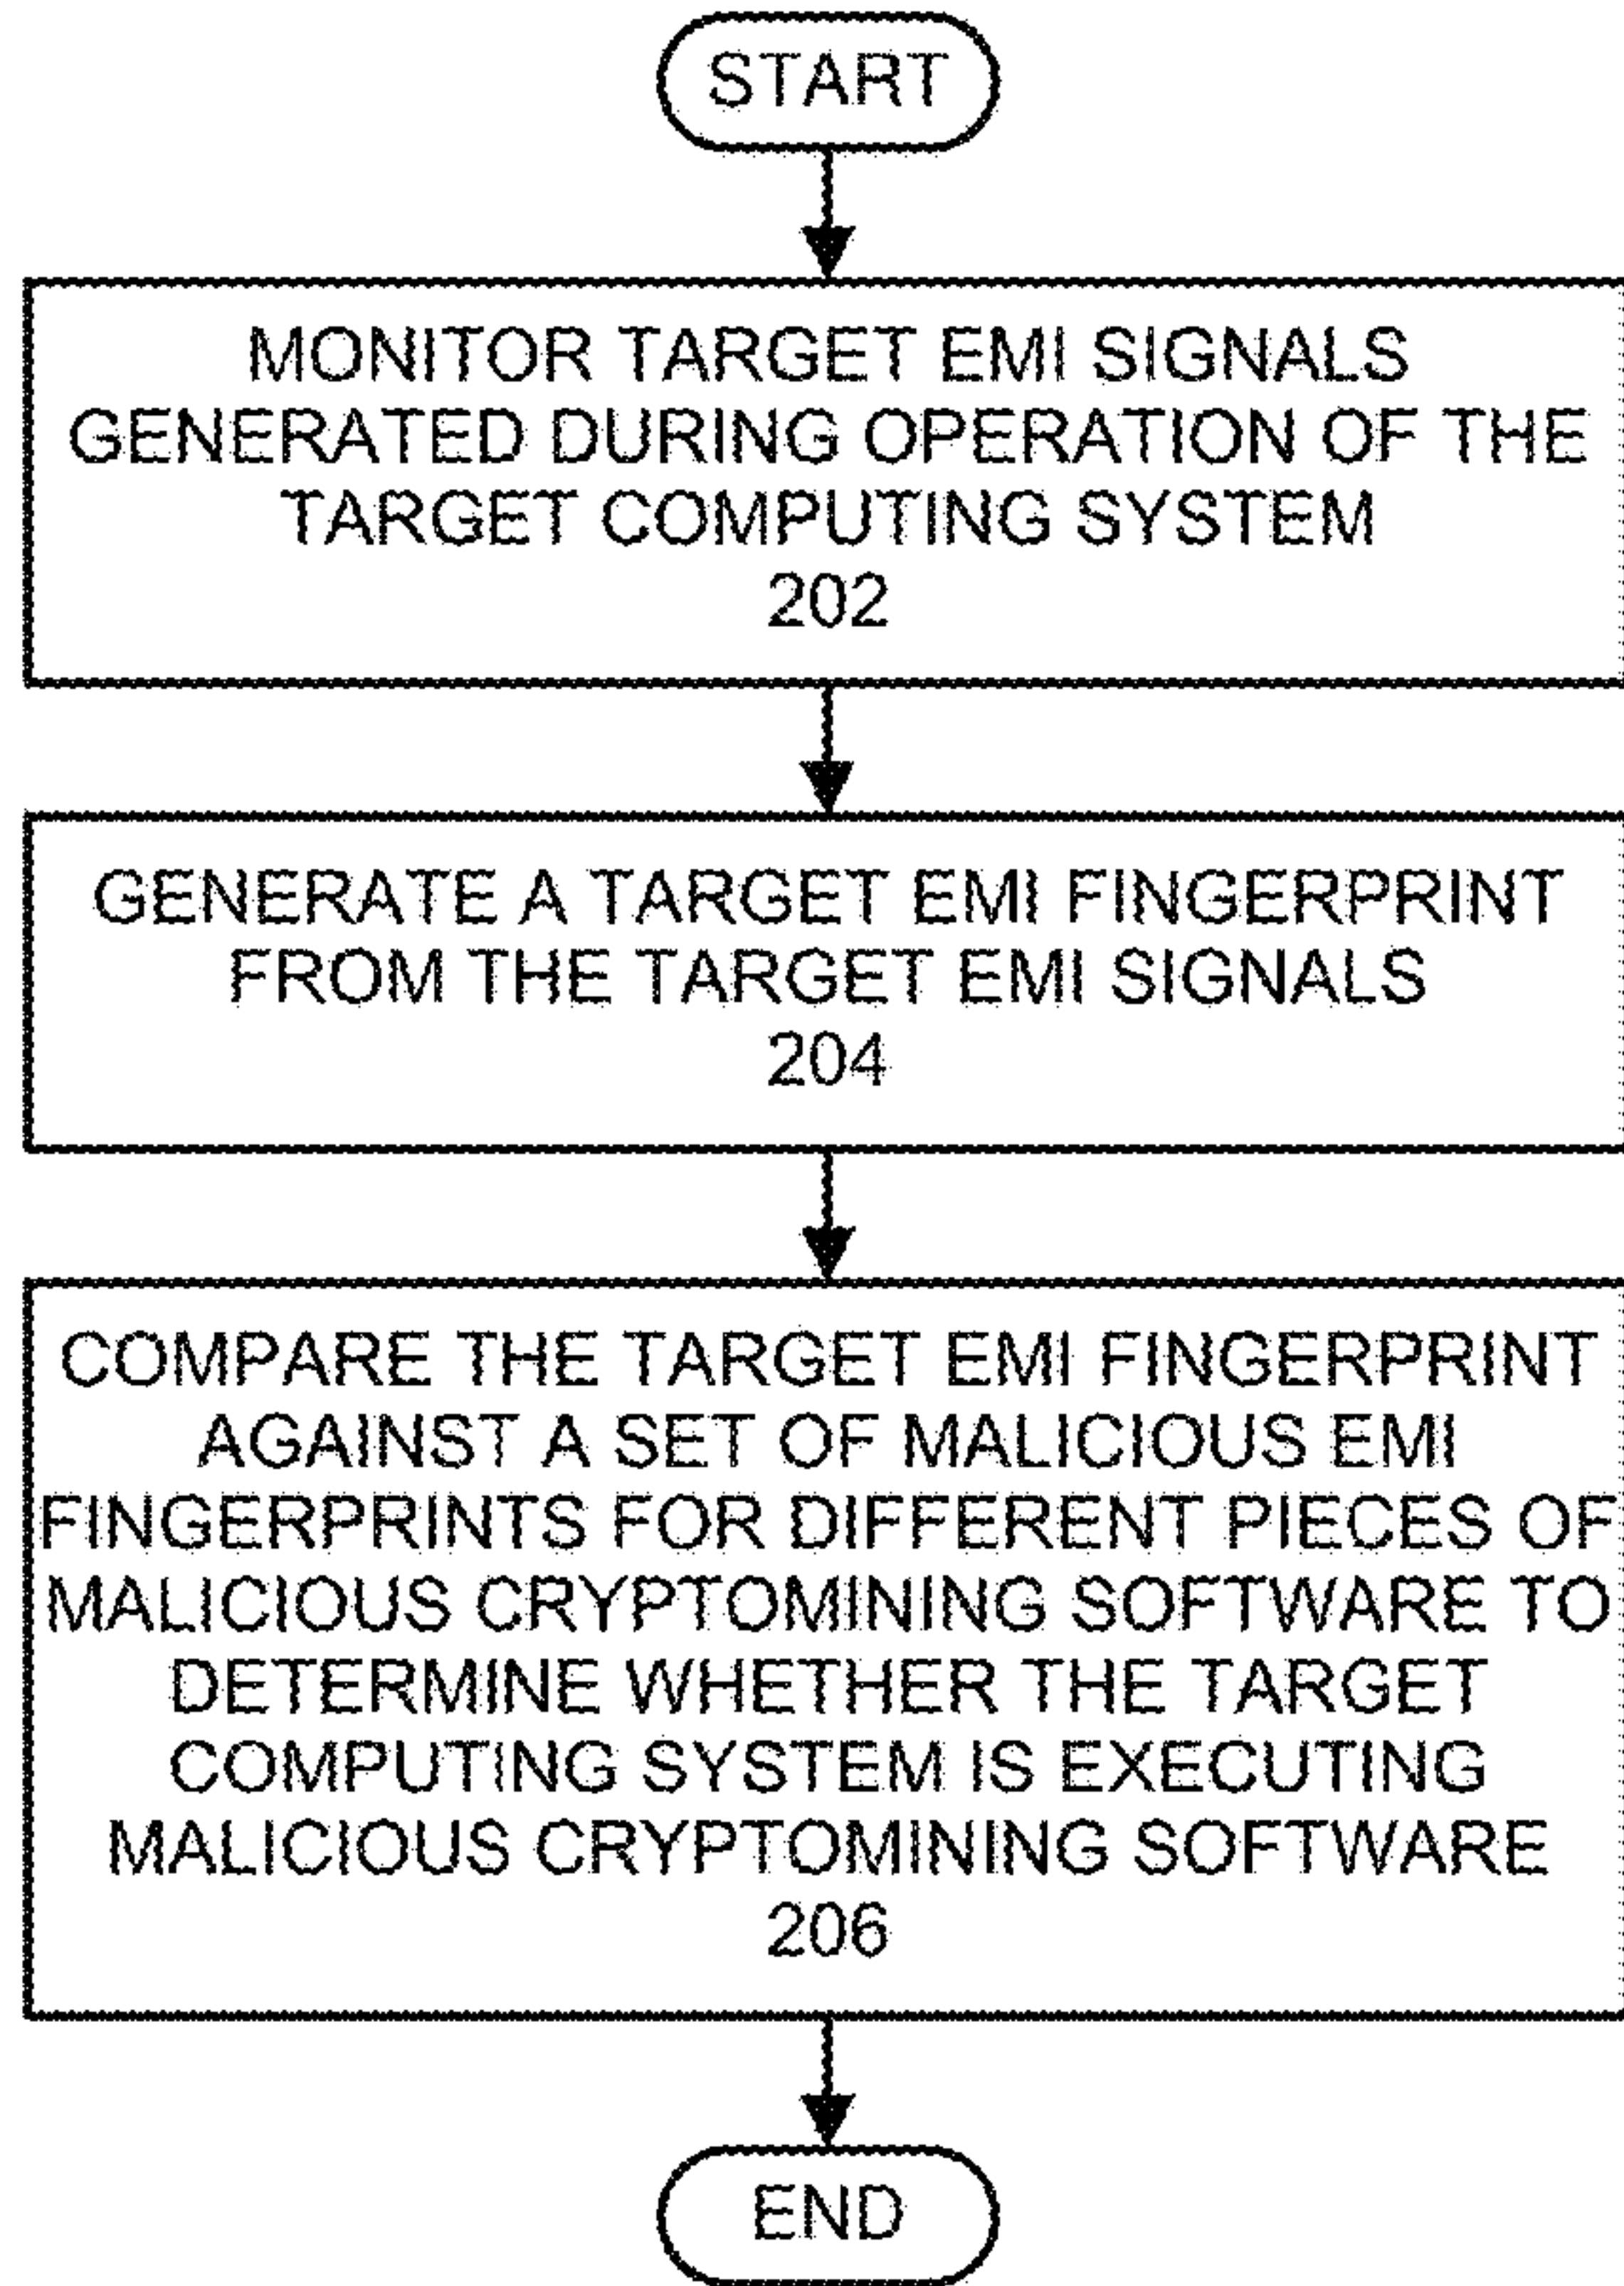 START
MONITOR TARGET EMI SIGNALS
GENERATED DURING OPERATION OF THE
TARGET COMPUTING SYSTEM
202
GENERATE A TARGET EMI FINGERPRINT
FROM THE TARGET EMI SIGNALS
204
COMPARE THE TARGET EMI FINGERPRINT
AGAINST A SET OF MALICIOUS EMI
FINGERPRINTS FOR DIFFERENT PIECES OF
MALICIOUS CRYPTOMINING SOFTWARE TO
DETERMINE WHETHER THE TARGET
COMPUTING SYSTEM IS EXECUTING
MALICIOUS CRYPTOMINING SOFTWARE
206
END